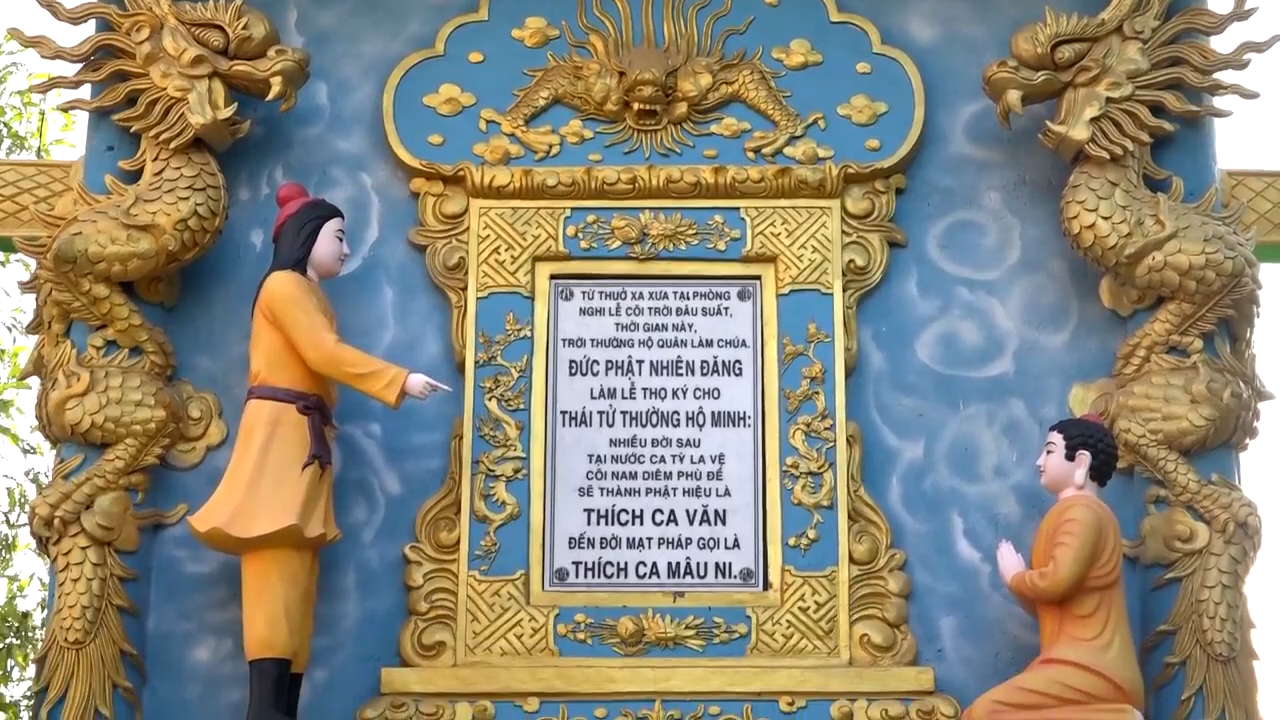 TỪ THUỞ XA XƯA TẠI PHÒNG
NGHI LỄ CÕI TRỜI ĐÂU SUẤT,
THỜI GIAN NÀY,
TRỜI THƯỜNG HỘ QUÂN LÀM CHÚA.
ĐỨC PHẬT NHIÊN ĐĂNG
LÀM LỄ THỌ KÝ CHO
THÁI TỬ THƯỜNG HỘ MINH:
NHIỀU ĐỜI SAU
TẠI NƯỚC CA TỲ LA VỆ
CÕI NAM DIÊM PHÙ ĐỀ
SẼ THÀNH PHẬT HIỆU LÀ
THÍCH CA VĂN
ĐẾN ĐỜI MẠT PHÁP GỌI LÀ
THÍCH CA MÂU NI.